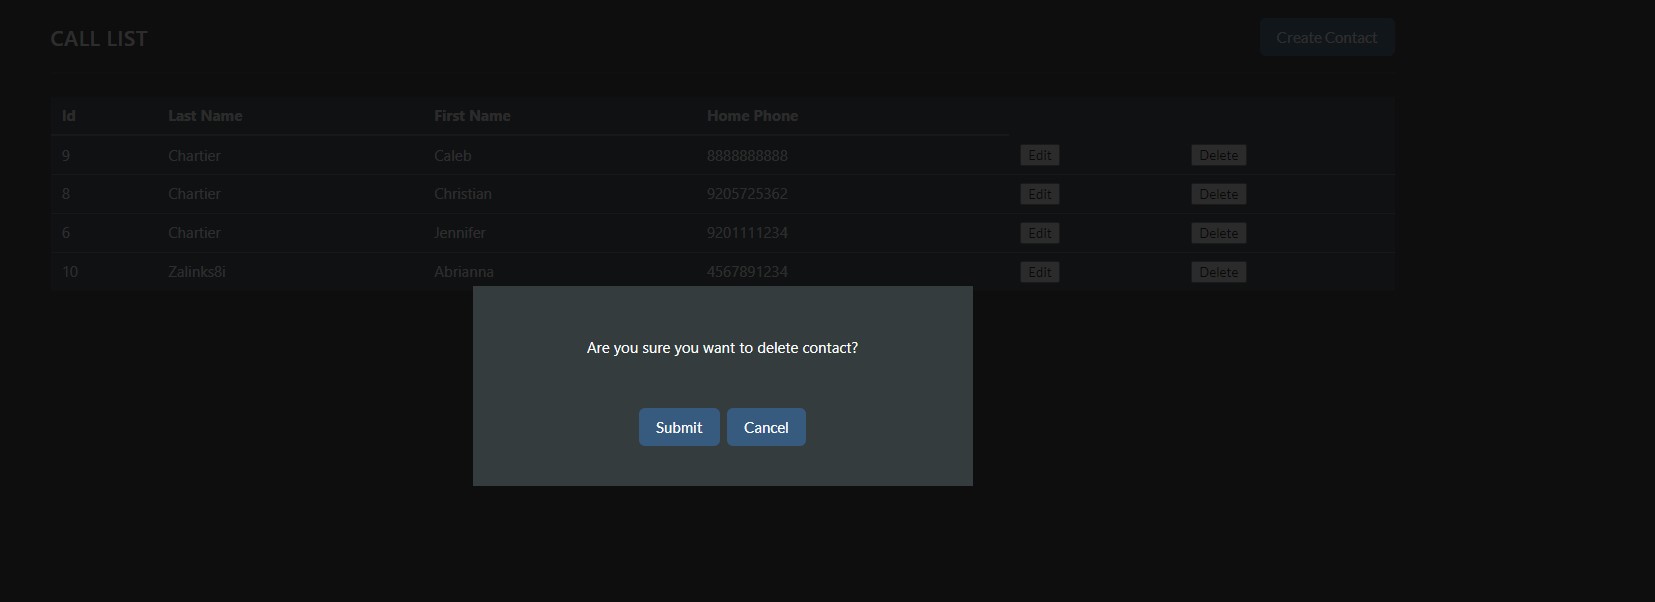 CALL LIST Create Contact
Id Last Name First Name Home Phone
9 Chartier Caleb 8888888888 Edit Delete
8 Chartier Christian 9205725362 Edit Delete
6 Chartier Jennifer 9201111234 Edit Delete
10 Zalinks8i Abrianna 4567891234 Edit Delete
Are you sure you want to delete contact?
Submit Cancel